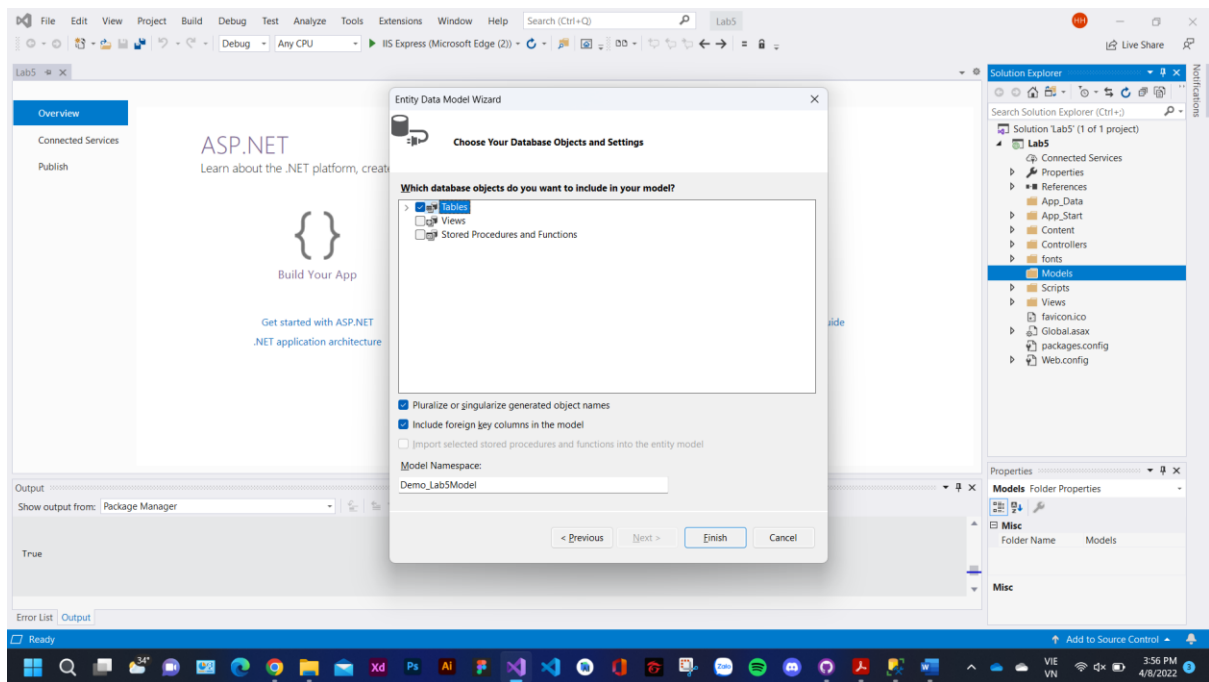 File Edit View Project Build Debug Test Analyze Tools Extensions Window Help Search (Ctrl+Q) Lab5 HH
Debug Any CPU IIS Express (Microsoft Edge (2)) Live Share
Lab5
Overview
Connected Services
Publish
ASP.NET
Learn about the .NET platform, create
{ }
Build Your App
Get started with ASP.NET
.NET application architecture
Entity Data Model Wizard
Choose Your Database Objects and Settings
Which database objects do you want to include in your model?
Tables
Views
Stored Procedures and Functions
Pluralize or singularize generated object names
Include foreign key columns in the model
Import selected stored procedures and functions into the entity model
Model Namespace:
Demo_Lab5Model
< Previous Next > Finish Cancel
uide
Solution Explorer
Search Solution Explorer (Ctrl+;)
Solution 'Lab5' (1 of 1 project)
Lab5
Connected Services
Properties
References
App_Data
App_Start
Content
Controllers
fonts
Models
Scripts
Views
favicon.ico
Global.asax
packages.config
Web.config
Notifications
Properties
Models Folder Properties
Misc
Folder Name Models
Misc
Output
Show output from: Package Manager
True
Error List Output
Ready Add to Source Control
34° Xd Ps Ai Zalo VIE VN 3:56 PM 4/8/2022 3